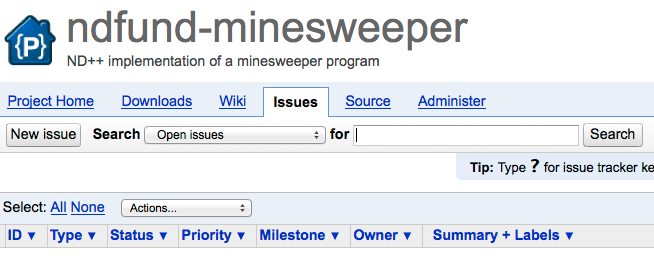 {P}
ndfund-minesweeper
ND++ implementation of a minesweeper program
Project Home Downloads Wiki Issues Source Administer
New issue Search Open issues for Search
Tip: Type ? for issue tracker ke
Select: All None Actions...
ID ▼ Type ▼ Status ▼ Priority ▼ Milestone ▼ Owner ▼ Summary + Labels ▼